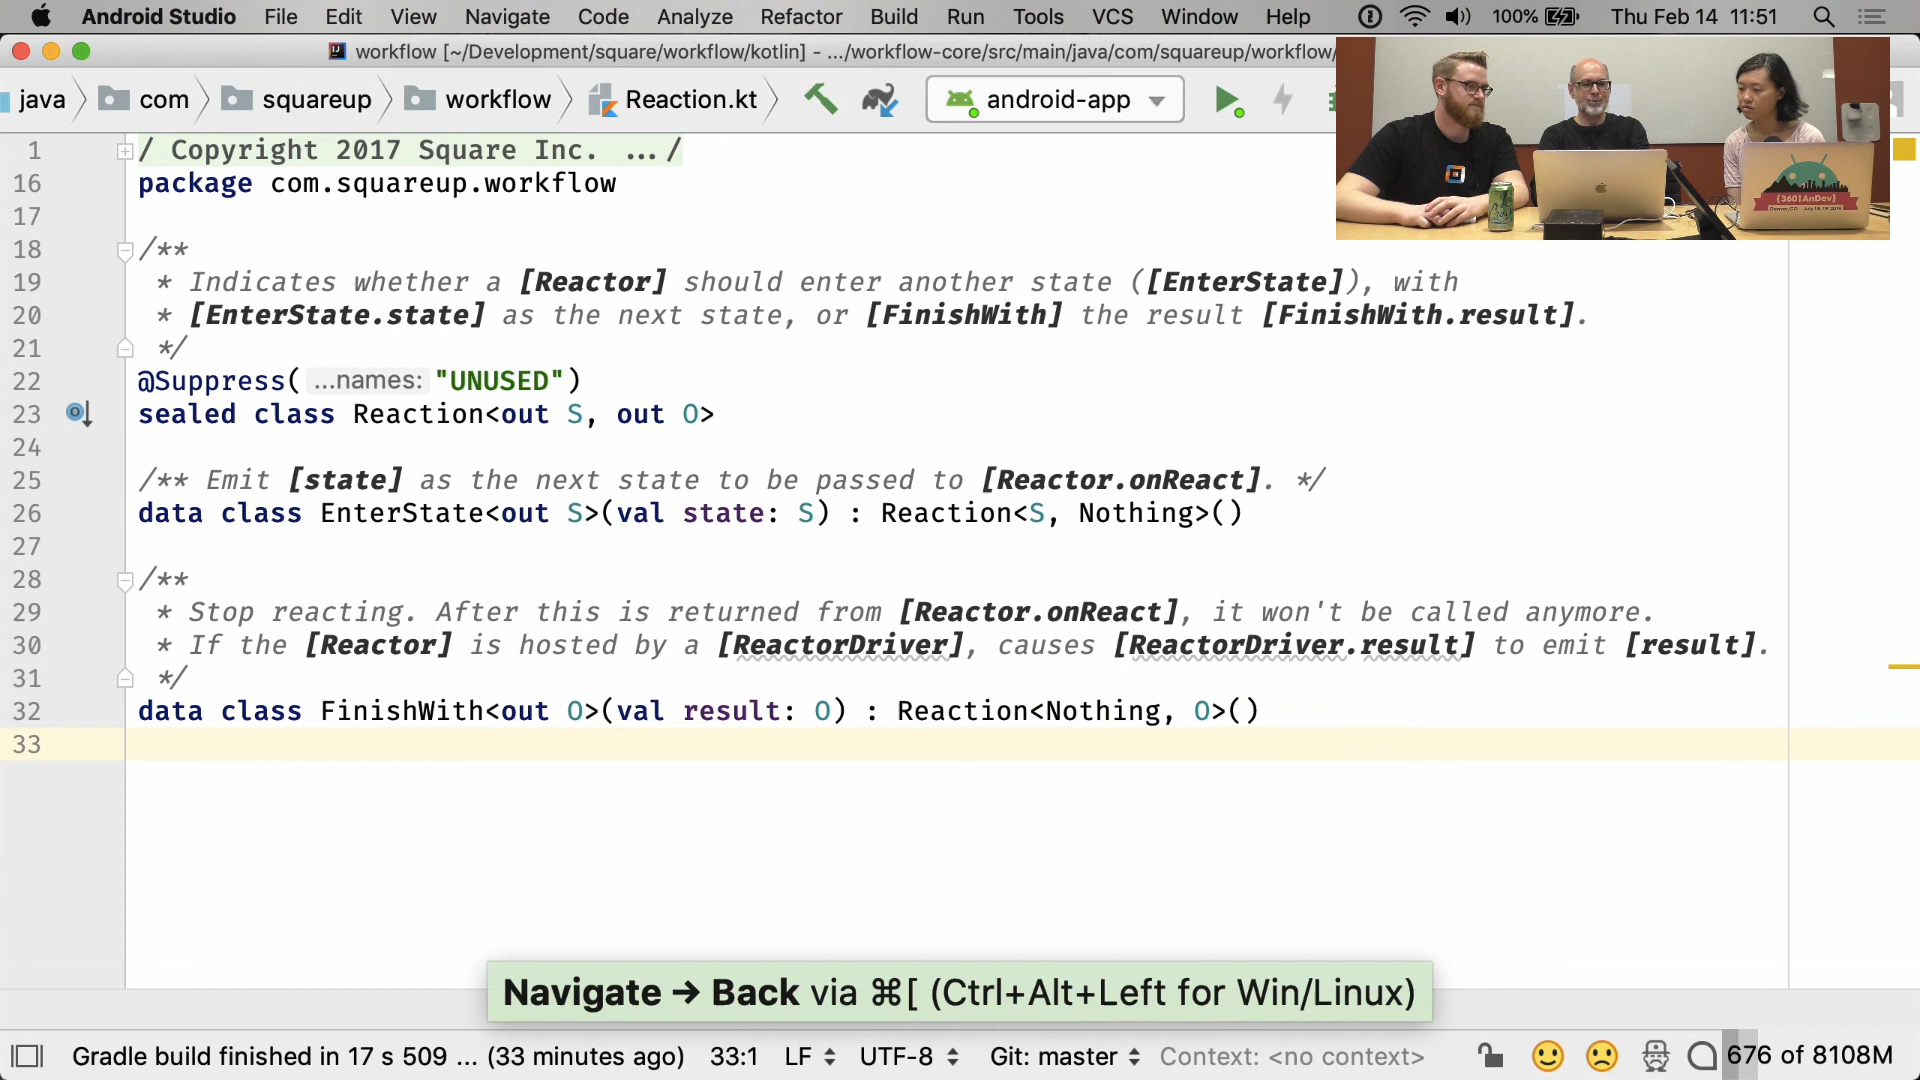 Android Studio File Edit View Navigate Code Analyze Refactor Build Run Tools VCS Window Help 100% Thu Feb 14 11:51
workflow [~/Development/square/workflow/kotlin] - .../workflow-core/src/main/java/com/squareup/workflow/
java com squareup workflow Reaction.kt android-app
1 / Copyright 2017 Square Inc. .../
16 package com.squareup.workflow
17
18 /**
19 * Indicates whether a [Reactor] should enter another state ([EnterState]), with
20 * [EnterState.state] as the next state, or [FinishWith] the result [FinishWith.result].
21 */
22 @Suppress( ...names: "UNUSED")
23 sealed class Reaction<out S, out O>
24
25 /** Emit [state] as the next state to be passed to [Reactor.onReact]. */
26 data class EnterState<out S>(val state: S) : Reaction<S, Nothing>()
27
28 /**
29 * Stop reacting. After this is returned from [Reactor.onReact], it won't be called anymore.
30 * If the [Reactor] is hosted by a [ReactorDriver], causes [ReactorDriver.result] to emit [result].
31 */
32 data class FinishWith<out O>(val result: O) : Reaction<Nothing, O>()
33
{360|AnDev}
Navigate → Back via ⌘[ (Ctrl+Alt+Left for Win/Linux)
Gradle build finished in 17 s 509 ... (33 minutes ago) 33:1 LF UTF-8 Git: master Context: <no context> 676 of 8108M